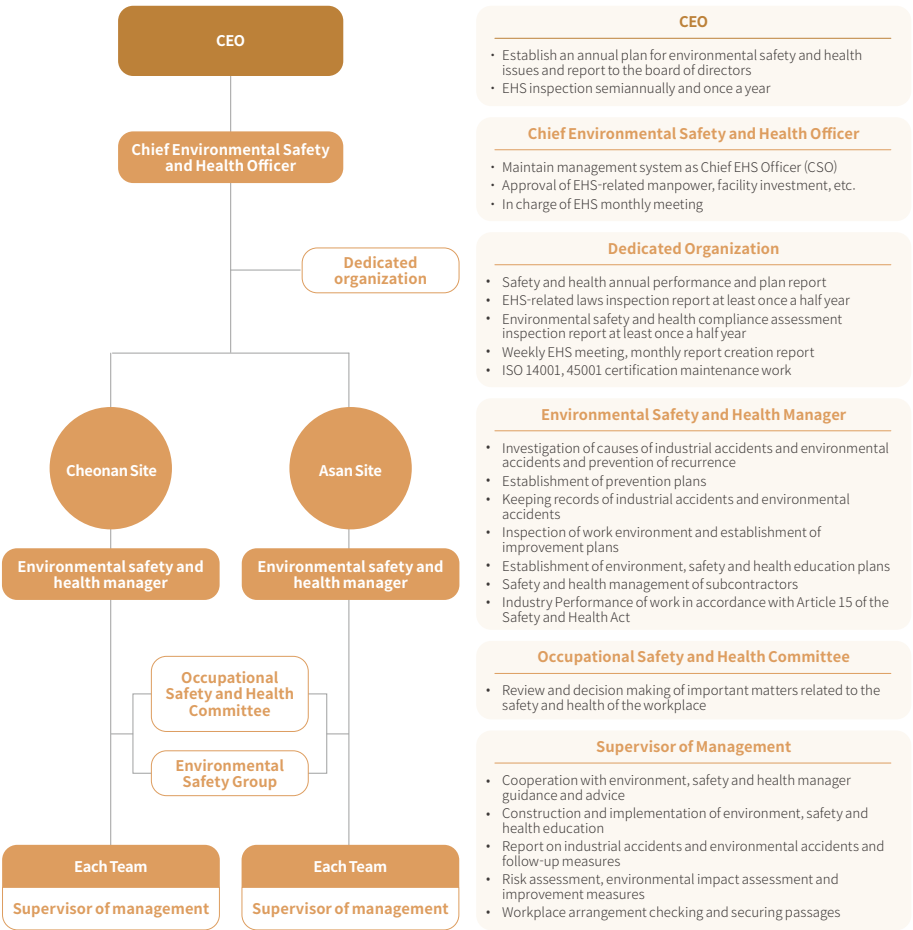 CEO
Chief Environmental Safety
and Health Officer
Dedicated
organization
Cheonan Site
Asan Site
Environmental safety and
health manager
Environmental safety and
health manager
Occupational
Safety and Health
Committee
Environmental
Safety Group
Each Team
Supervisor of management
Each Team
Supervisor of management
CEO
• Establish an annual plan for environmental safety and health
issues and report to the board of directors
• EHS inspection semiannually and once a year
Chief Environmental Safety and Health Officer
• Maintain management system as Chief EHS Officer (CSO)
• Approval of EHS-related manpower, facility investment, etc.
• In charge of EHS monthly meeting
Dedicated Organization
• Safety and health annual performance and plan report
• EHS-related laws inspection report at least once a half year
• Environmental safety and health compliance assessment
inspection report at least once a half year
• Weekly EHS meeting, monthly report creation report
• ISO 14001, 45001 certification maintenance work
Environmental Safety and Health Manager
• Investigation of causes of industrial accidents and environmental
accidents and prevention of recurrence
• Establishment of prevention plans
• Keeping records of industrial accidents and environmental
accidents
• Inspection of work environment and establishment of
improvement plans
• Establishment of environment, safety and health education plans
• Safety and health management of subcontractors
• Industry Performance of work in accordance with Article 15 of the
Safety and Health Act
Occupational Safety and Health Committee
• Review and decision making of important matters related to the
safety and health of the workplace
Supervisor of Management
• Cooperation with environment, safety and health manager
guidance and advice
• Construction and implementation of environment, safety and
health education
• Report on industrial accidents and environmental accidents and
follow-up measures
• Risk assessment, environmental impact assessment and
improvement measures
• Workplace arrangement checking and securing passages